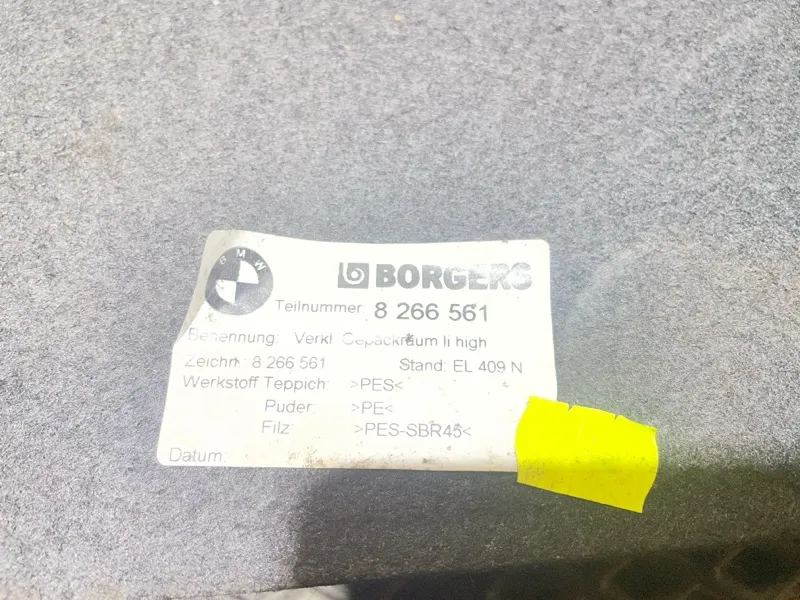 BMW
BORGERS
Teilnummer: 8 266 561
Benennung: Verkl Gepäckraum li high
Zeichn.: 8 266 561 Stand: EL 409 N
Werkstoff Teppich: >PES<
Puder: >PE<
Filz: >PES-SBR45<
Datum: